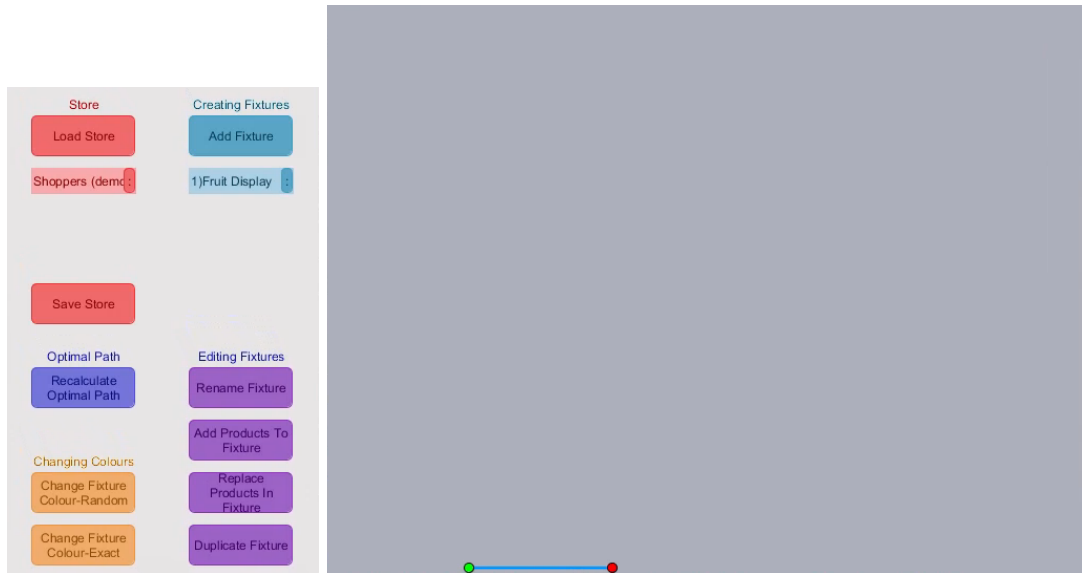 Store
Load Store
Shoppers (demo
:
Save Store
Optimal Path
Recalculate
Optimal Path
Changing Colours
Change Fixture
Colour-Random
Change Fixture
Colour-Exact
Creating Fixtures
Add Fixture
1)Fruit Display
:
Editing Fixtures
Rename Fixture
Add Products To
Fixture
Replace
Products In
Fixture
Duplicate Fixture